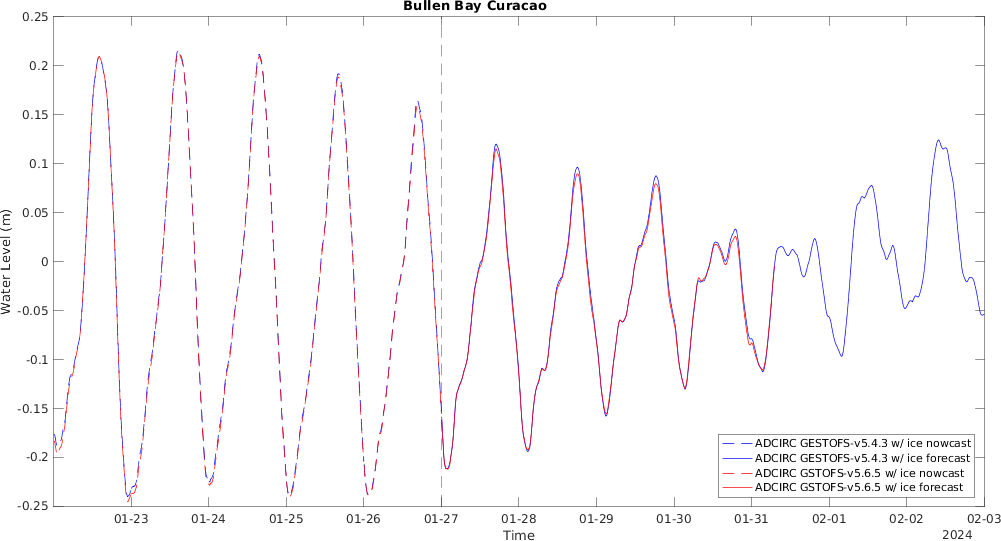 Bullen Bay Curacao
0.25
0.2
0.15
0.1
0.05
0
-0.05
-0.1
-0.15
-0.2
-0.25
Water Level (m)
01-23 01-24 01-25 01-26 01-27 01-28 01-29 01-30 01-31 02-01 02-02 02-03
Time
2024
ADCIRC GESTOFS-v5.4.3 w/ ice nowcast
ADCIRC GESTOFS-v5.4.3 w/ ice forecast
ADCIRC GSTOFS-v5.6.5 w/ ice nowcast
ADCIRC GSTOFS-v5.6.5 w/ ice forecast